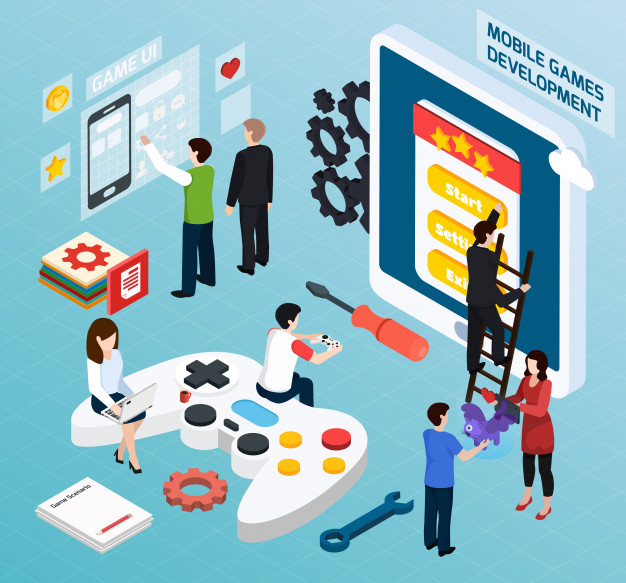 GAME UI
MOBILE GAMES
DEVELOPMENT
Start
Setti
Exi
Game Scenario